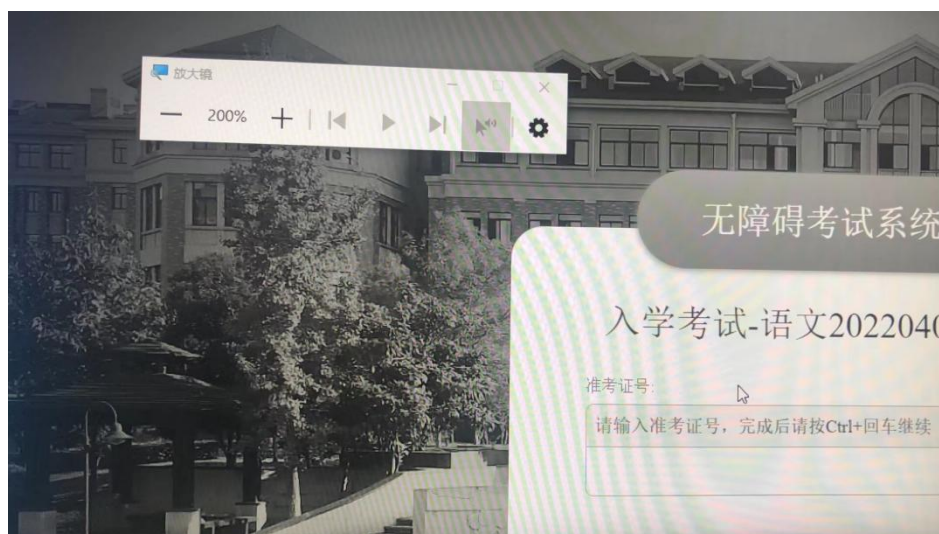 放大镜
200%
无障碍考试系统
入学考试-语文2022040
准考证号:
请输入准考证号，完成后请按Ctrl+回车继续